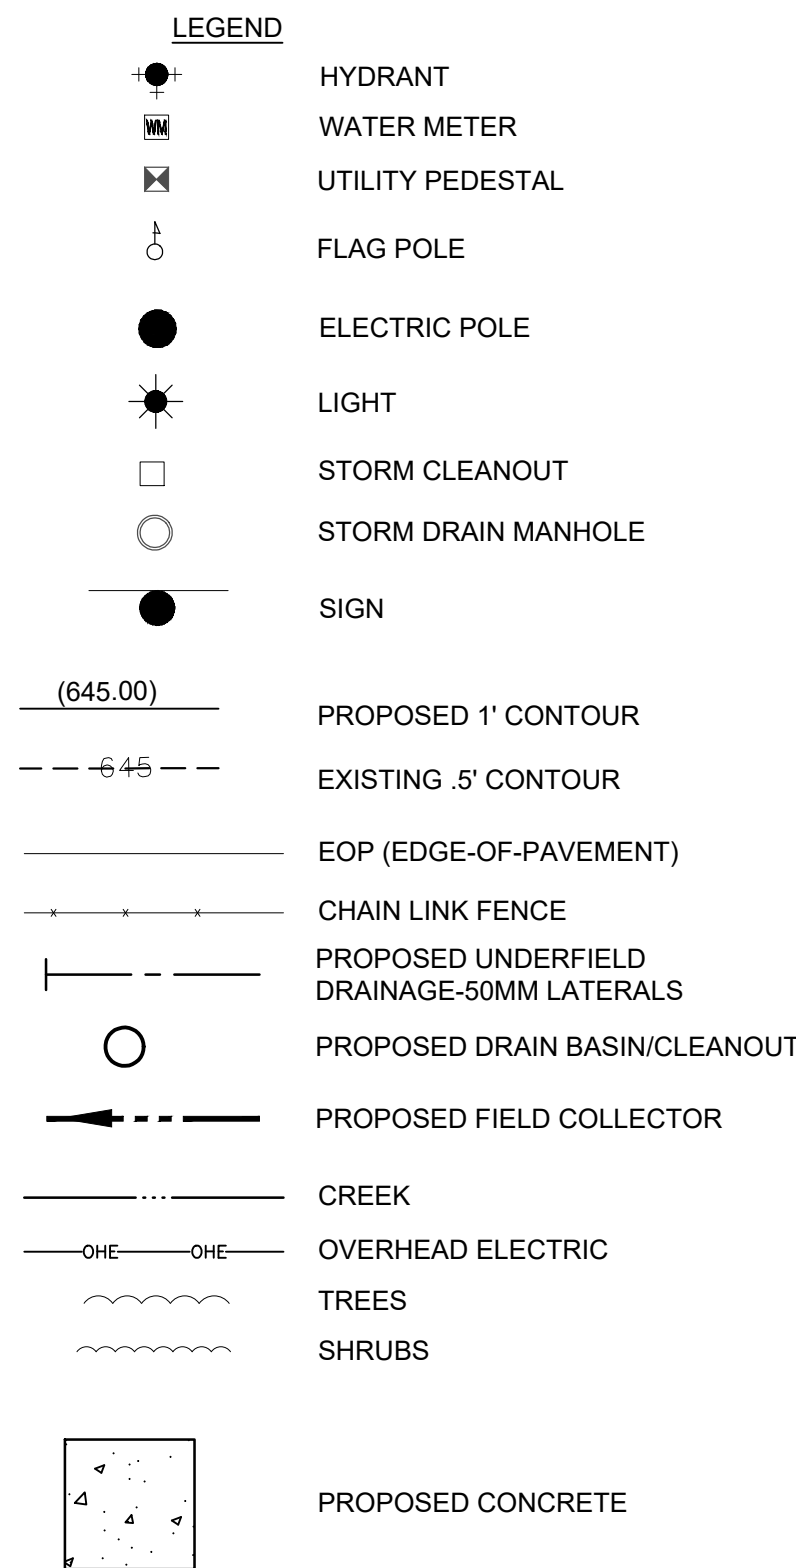 LEGEND
HYDRANT
WM WATER METER
UTILITY PEDESTAL
FLAG POLE
ELECTRIC POLE
LIGHT
STORM CLEANOUT
STORM DRAIN MANHOLE
SIGN
(645.00)
PROPOSED 1' CONTOUR
645
EXISTING .5' CONTOUR
EOP (EDGE-OF-PAVEMENT)
x x x CHAIN LINK FENCE
PROPOSED UNDERFIELD
DRAINAGE-50MM LATERALS
PROPOSED DRAIN BASIN/CLEANOUT
PROPOSED FIELD COLLECTOR
CREEK
OHE OHE OVERHEAD ELECTRIC
TREES
SHRUBS
PROPOSED CONCRETE